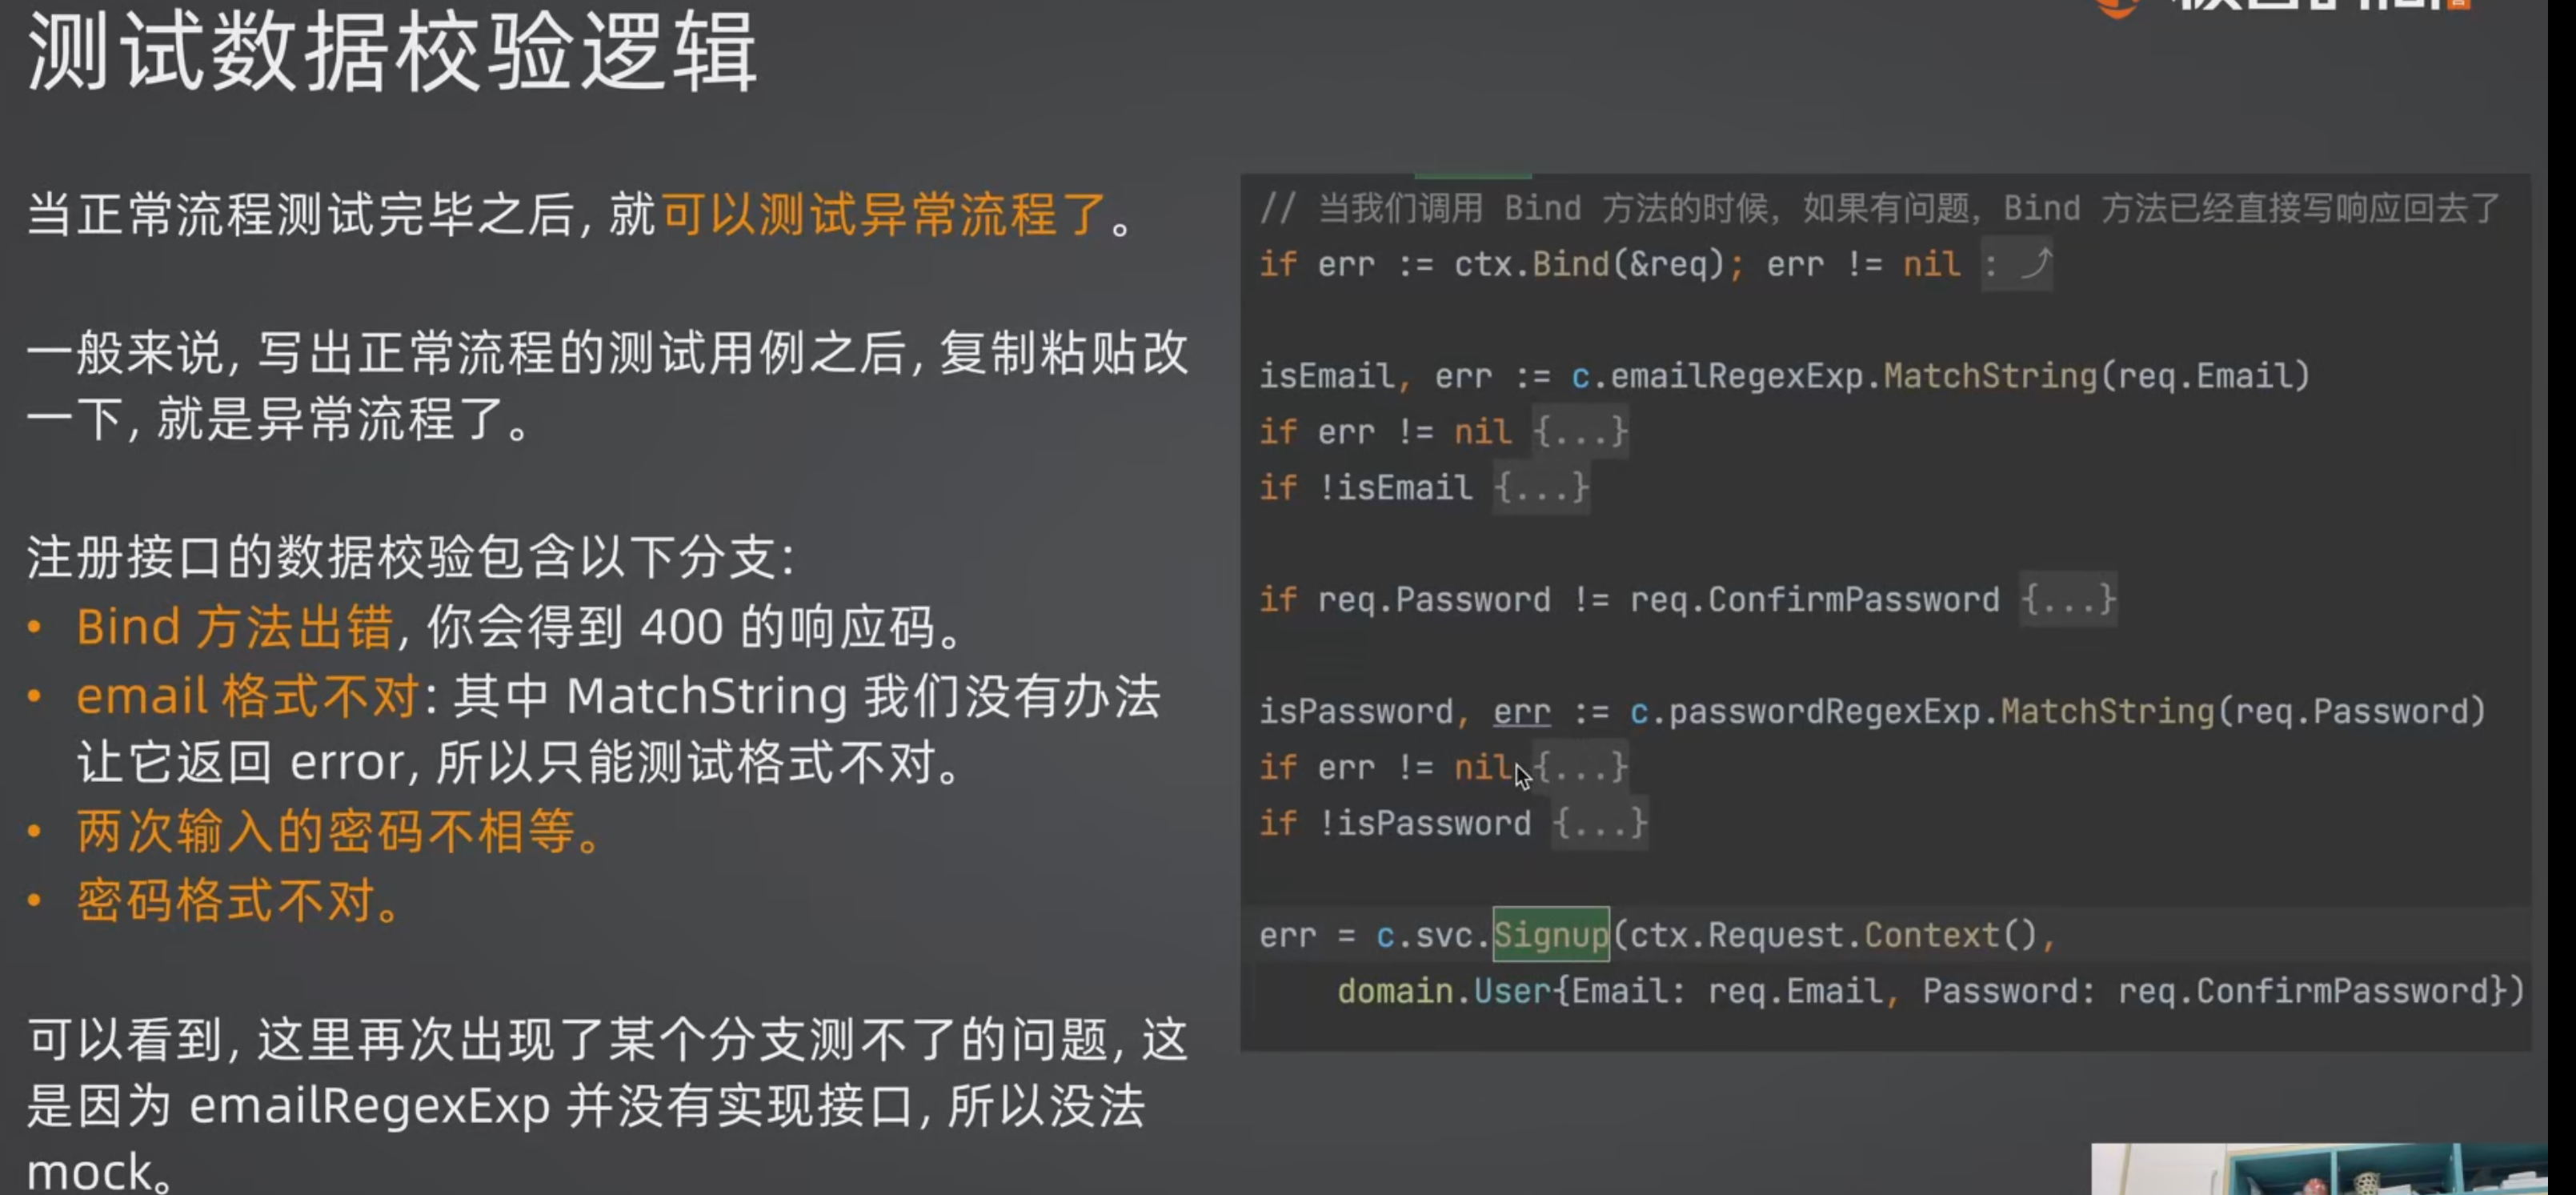 测试数据校验逻辑
当正常流程测试完毕之后, 就可以测试异常流程了。
一般来说, 写出正常流程的测试用例之后, 复制粘贴改
一下, 就是异常流程了。
注册接口的数据校验包含以下分支:
• Bind 方法出错, 你会得到 400 的响应码。
• email 格式不对: 其中 MatchString 我们没有办法
让它返回 error, 所以只能测试格式不对。
• 两次输入的密码不相等。
• 密码格式不对。
可以看到, 这里再次出现了某个分支测不了的问题, 这
是因为 emailRegexExp 并没有实现接口, 所以没法
mock。
// 当我们调用 Bind 方法的时候，如果有问题，Bind 方法已经直接写响应回去了
if err := ctx.Bind(&req); err != nil : ⤴
isEmail, err := c.emailRegexExp.MatchString(req.Email)
if err != nil {...}
if !isEmail {...}
if req.Password != req.ConfirmPassword {...}
isPassword, err := c.passwordRegexExp.MatchString(req.Password)
if err != nil {...}
if !isPassword {...}
err = c.svc.Signup(ctx.Request.Context(),
domain.User{Email: req.Email, Password: req.ConfirmPassword})